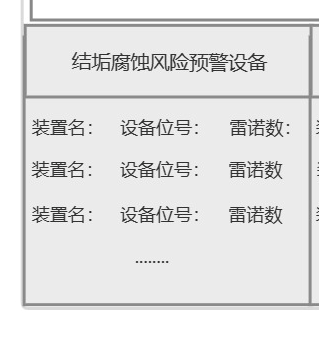 结垢腐蚀风险预警设备
装置名： 设备位号： 雷诺数：
装置名： 设备位号： 雷诺数
装置名： 设备位号： 雷诺数
........